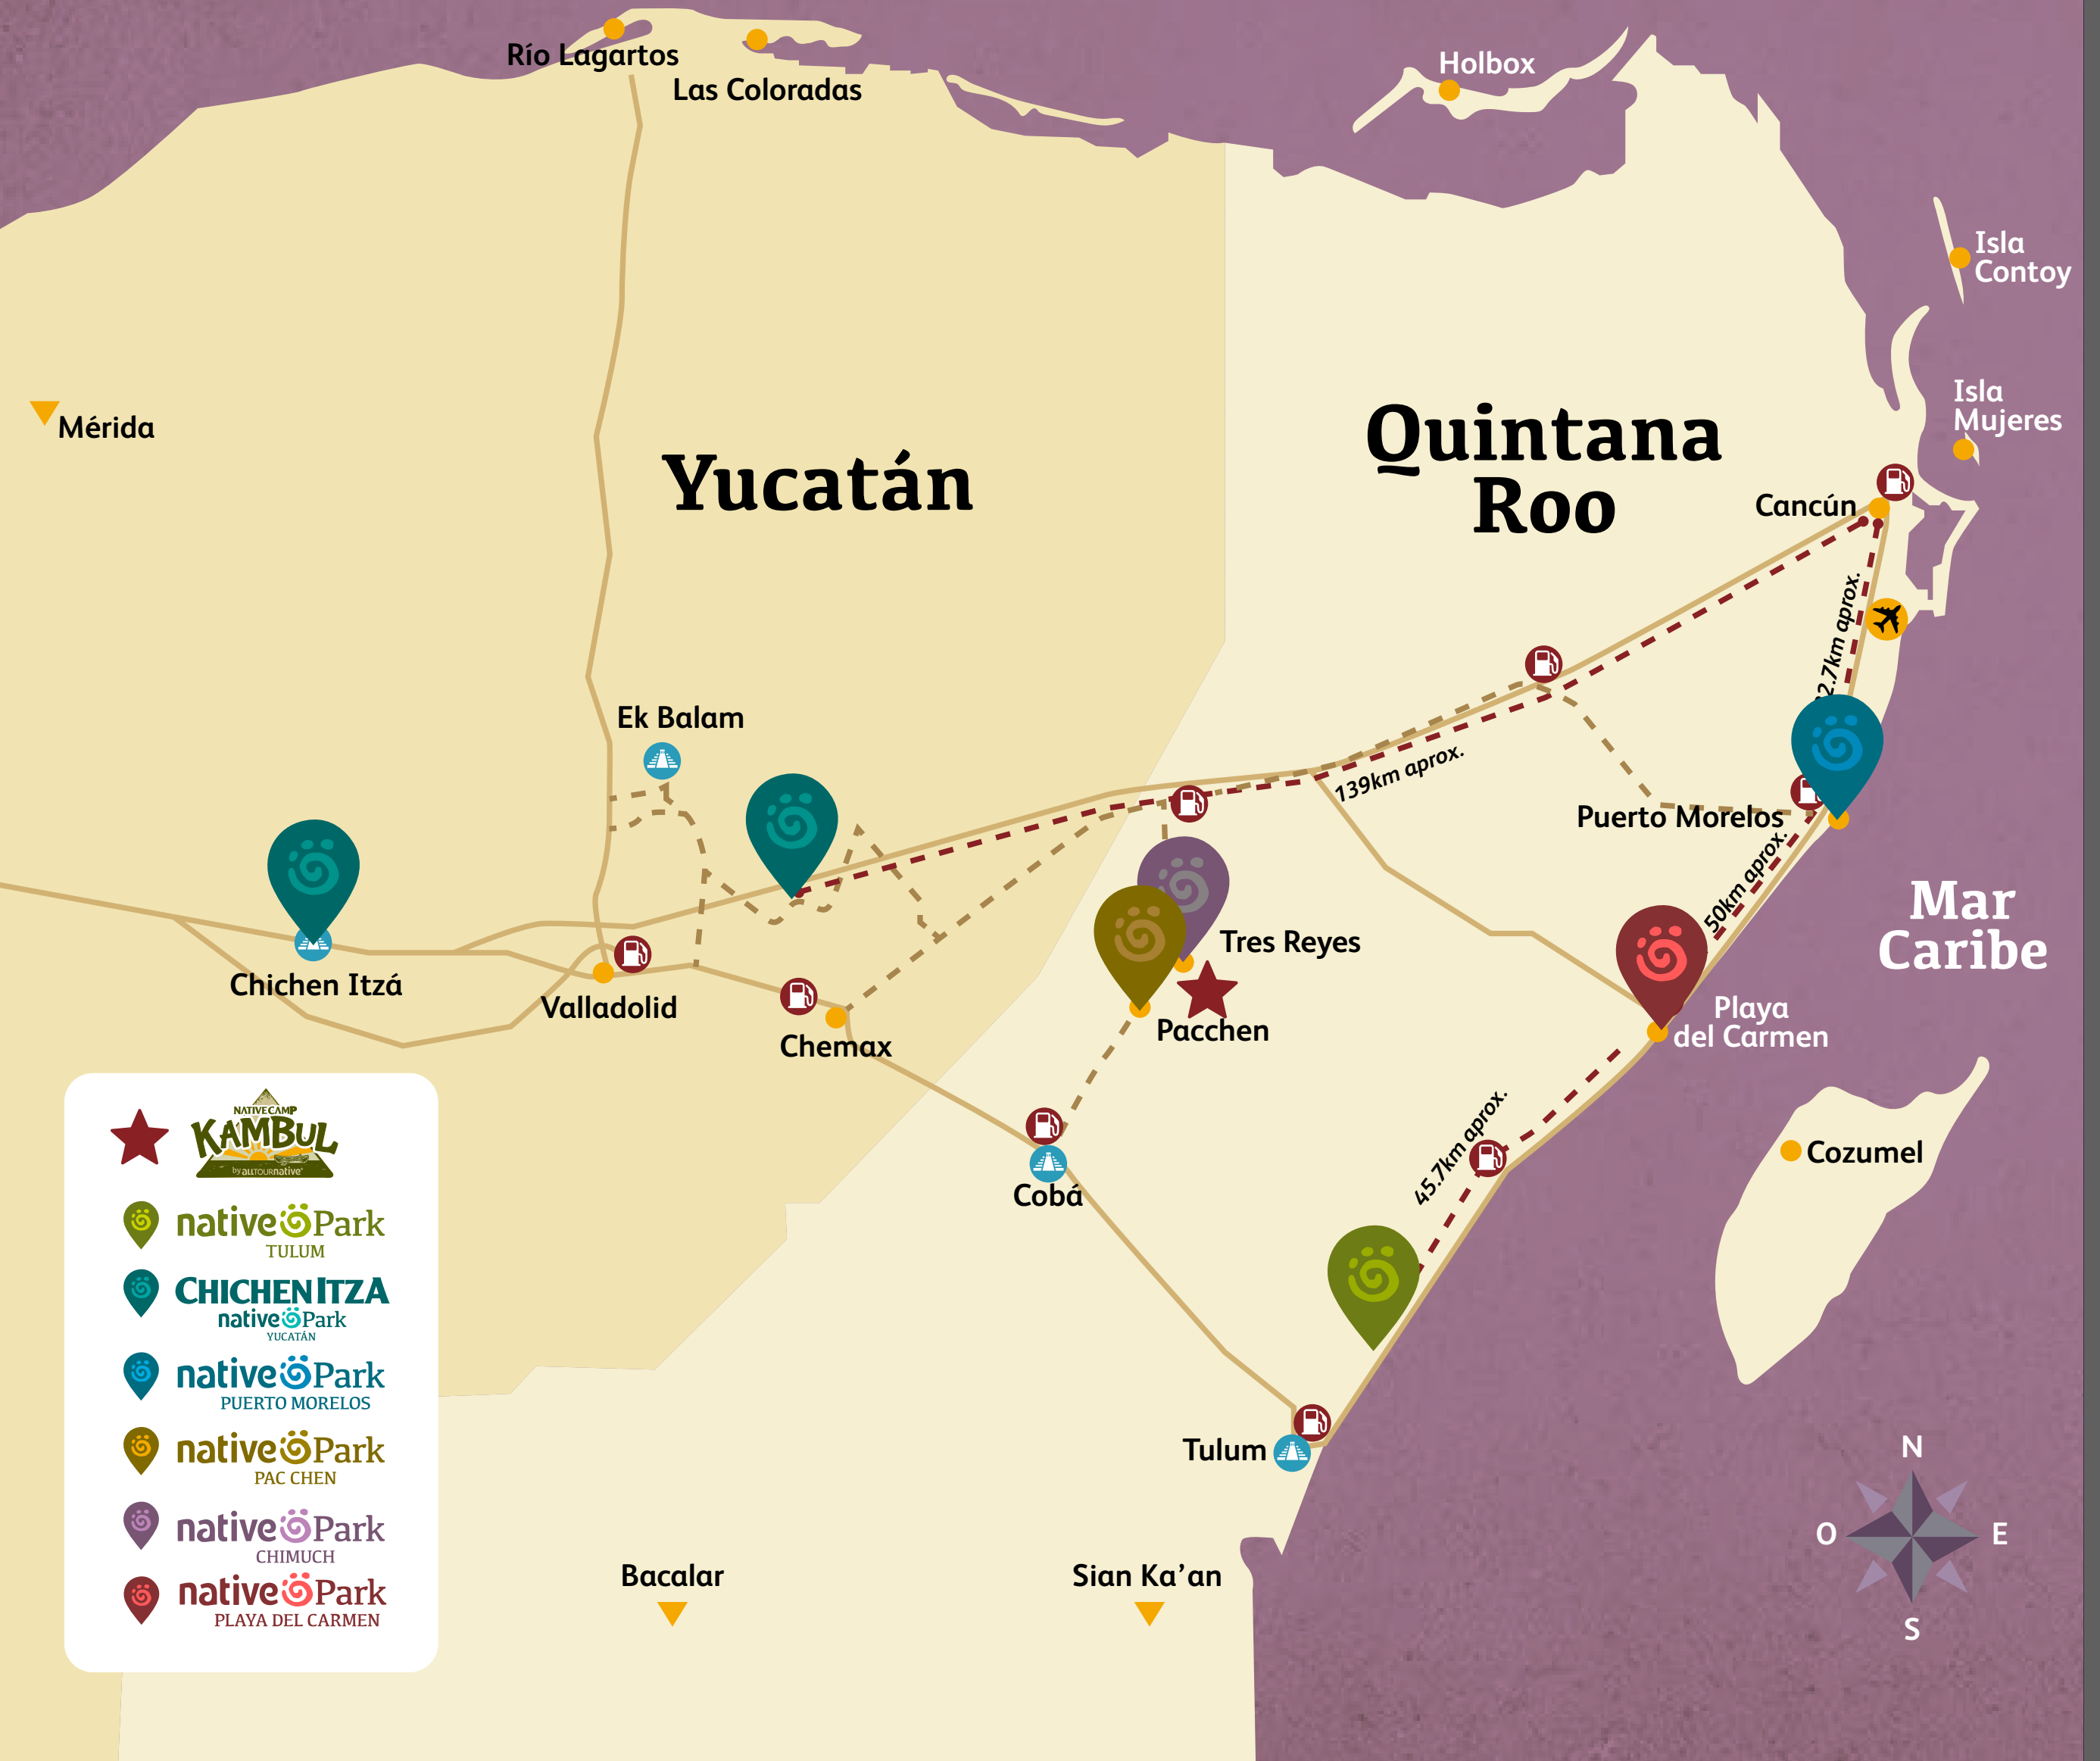 Río Lagartos
Las Coloradas
Holbox
Isla
Contoy
Isla
Mujeres
Mérida
Yucatán
Quintana
Roo
Cancún
Ek Balam
139km aprox.
2.7km aprox.
Puerto Morelos
50km aprox.
Mar
Caribe
Chichen Itzá
Valladolid
Chemax
Tres Reyes
Pacchen
Playa
del Carmen
45.7km aprox.
Cozumel
Cobá
Tulum
Bacalar
Sian Ka’an
NATIVE CAMP
KAMBUL
by ALLTOURnative
native Park
TULUM
CHICHEN ITZA
native Park
YUCATÁN
native Park
PUERTO MORELOS
native Park
PAC CHEN
native Park
CHIMUCH
native Park
PLAYA DEL CARMEN
N
O
E
S